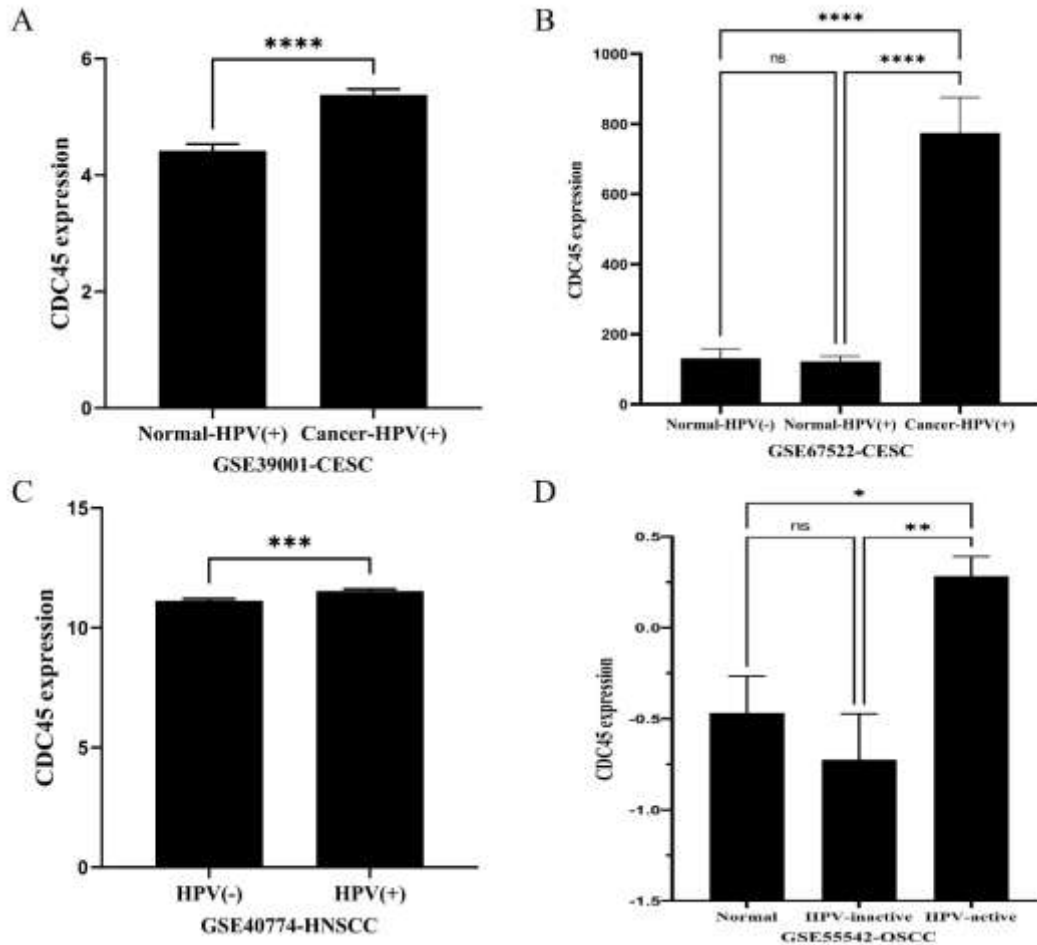 A
****
CDC45 expression
6
4
2
0
Normal-HPV(+) Cancer-HPV(+)
GSE39001-CESC
B
****
ns ****
CDC45 expression
1000
800
600
400
200
0
Normal-HPV(-) Normal-HPV(+) Cancer-HPV(+)
GSE67522-CESC
C
***
CDC45 expression
15
10
5
0
HPV(-) HPV(+)
GSE40774-HNSCC
D
*
ns **
CDC45 expression
0.5
0.0
-0.5
-1.0
-1.5
Normal HPV-inactive HPV-active
GSE55542-OSCC